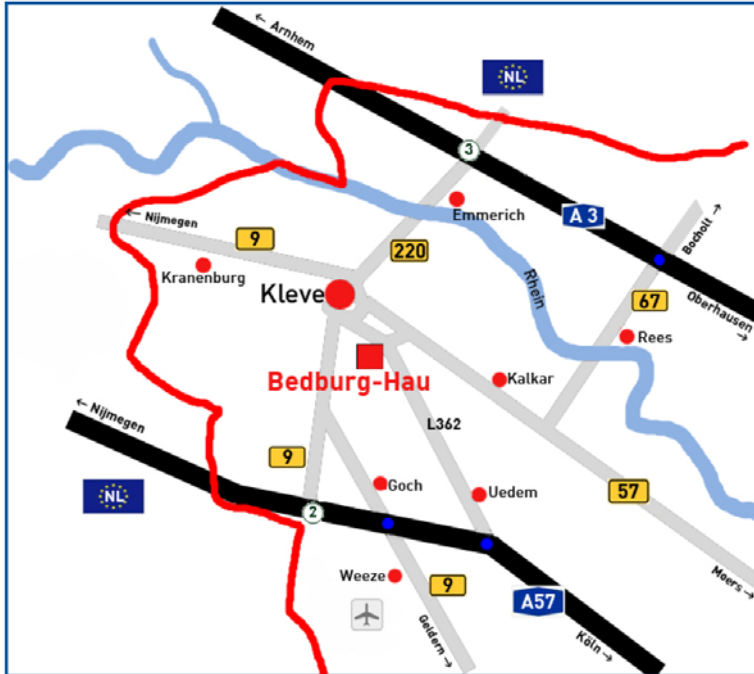 ← Arnhem
NL
3
Emmerich
A 3
← Nijmegen
9
220
Bocholt →
Kranenburg
Rhein
Kleve
67
Oberhausen →
Rees
Bedburg-Hau
Kalkar
← Nijmegen
L362
9
NL
Goch
Uedem
57
2
Weeze
9
A57
Moers →
Geldern →
Köln →